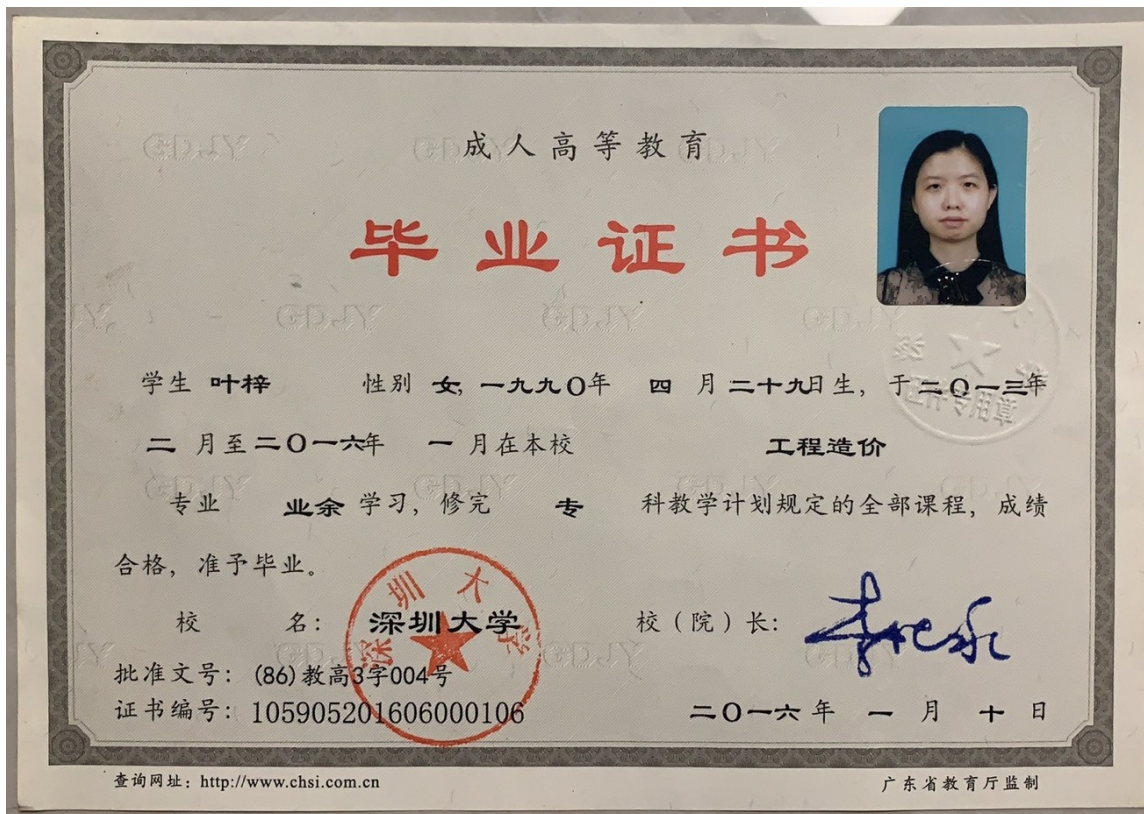 成人高等教育
毕业证书
学生 叶梓 性别 女, 一九九〇年 四 月 二十九日生, 于 二〇一三年
二 月至 二〇一六年 一 月在本校 工程造价
专业 业余 学习, 修完 专 科教学计划规定的全部课程, 成绩
合格, 准予毕业。
校 名: 深圳大学 校(院)长:
深圳大学
批准文号: (86)教高3字004号
证书编号: 105905201606000106
二〇一六 年 一 月 十 日
查询网址: http://www.chsi.com.cn
广东省教育厅监制